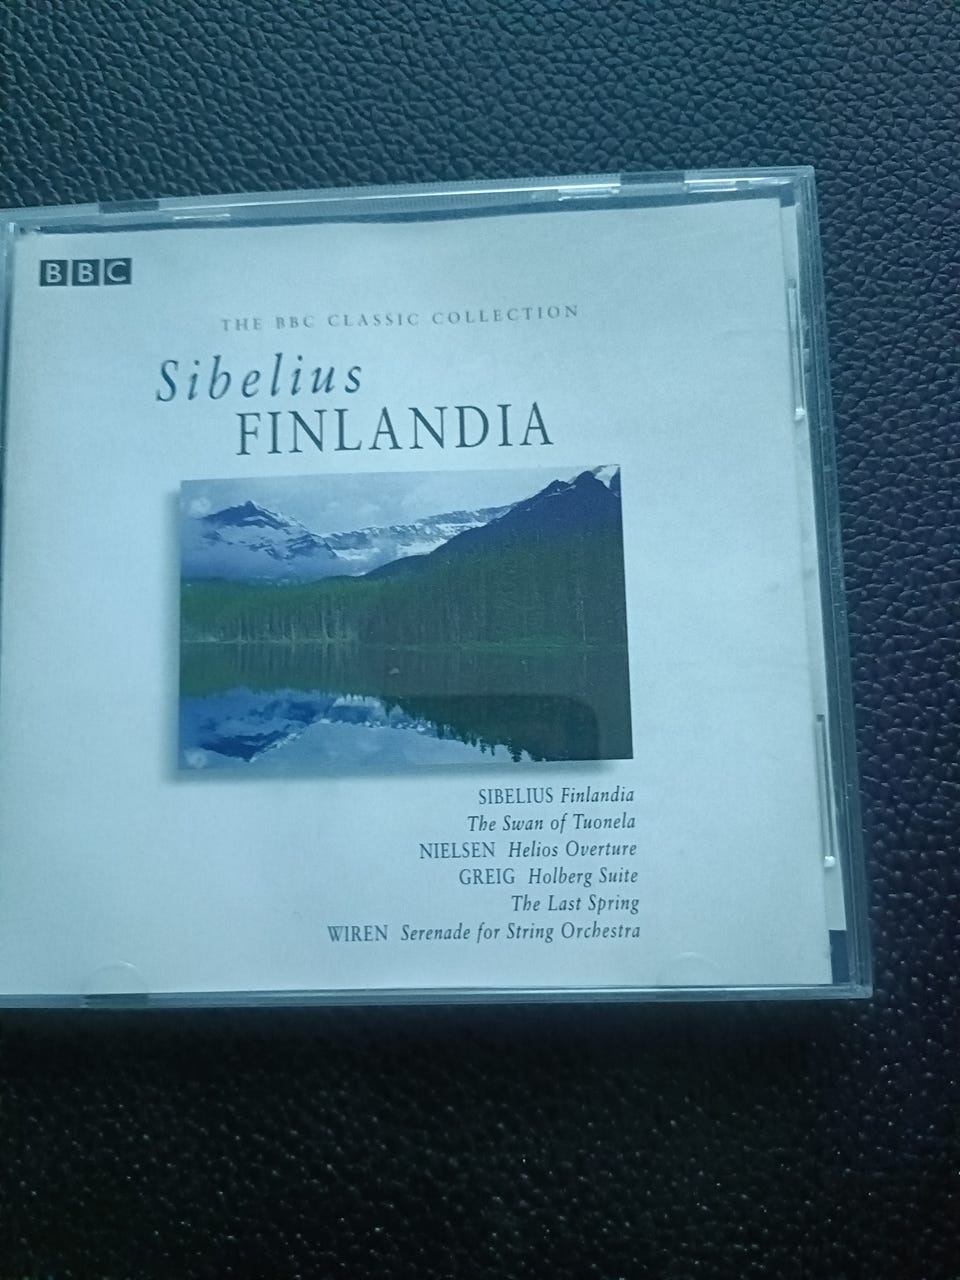 BBC
THE BBC CLASSIC COLLECTION
Sibelius
FINLANDIA
SIBELIUS Finlandia
The Swan of Tuonela
NIELSEN Helios Overture
GREIG Holberg Suite
The Last Spring
WIREN Serenade for String Orchestra